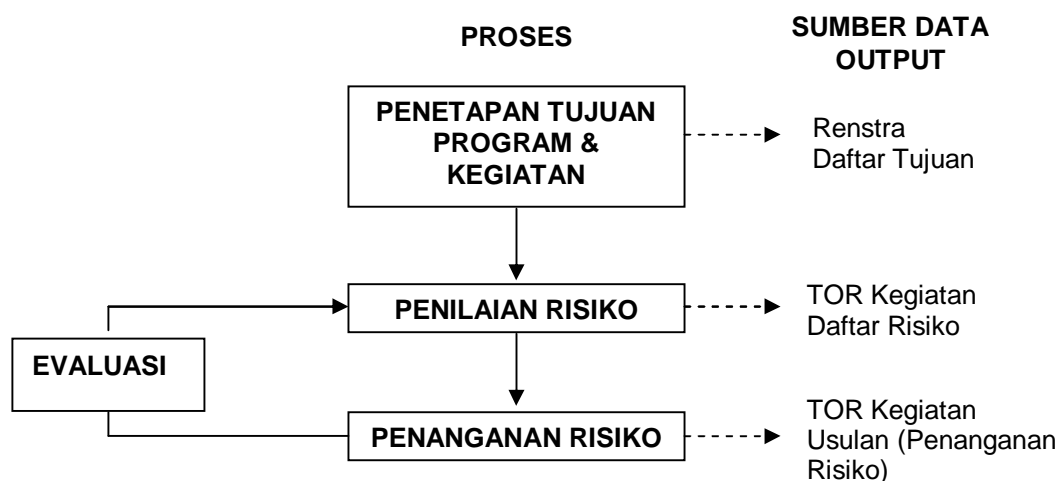 PROSES
SUMBER DATA
OUTPUT
PENETAPAN TUJUAN
PROGRAM &
KEGIATAN
Renstra
Daftar Tujuan
PENILAIAN RISIKO
TOR Kegiatan
Daftar Risiko
EVALUASI
PENANGANAN RISIKO
TOR Kegiatan
Usulan (Penanganan
Risiko)